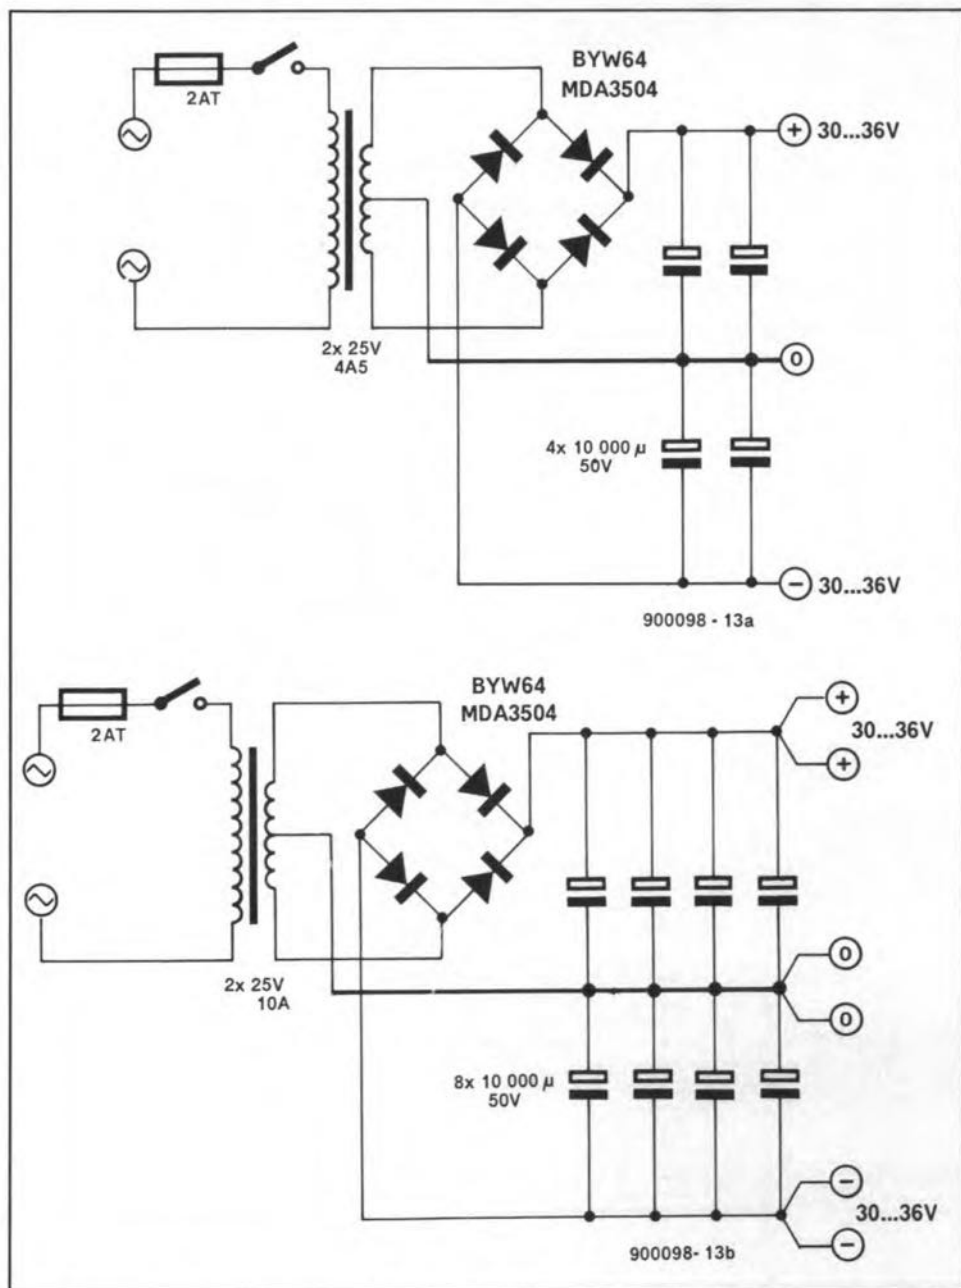 BYW64
MDA3504
2AT
+ 30...36V
2x 25V
4A5
0
4x 10 000 µ
50V
- 30...36V
900098 - 13a
BYW64
MDA3504
2AT
+
30...36V
+
0
2x 25V
10A
0
8x 10 000 µ
50V
-
30...36V
-
900098- 13b